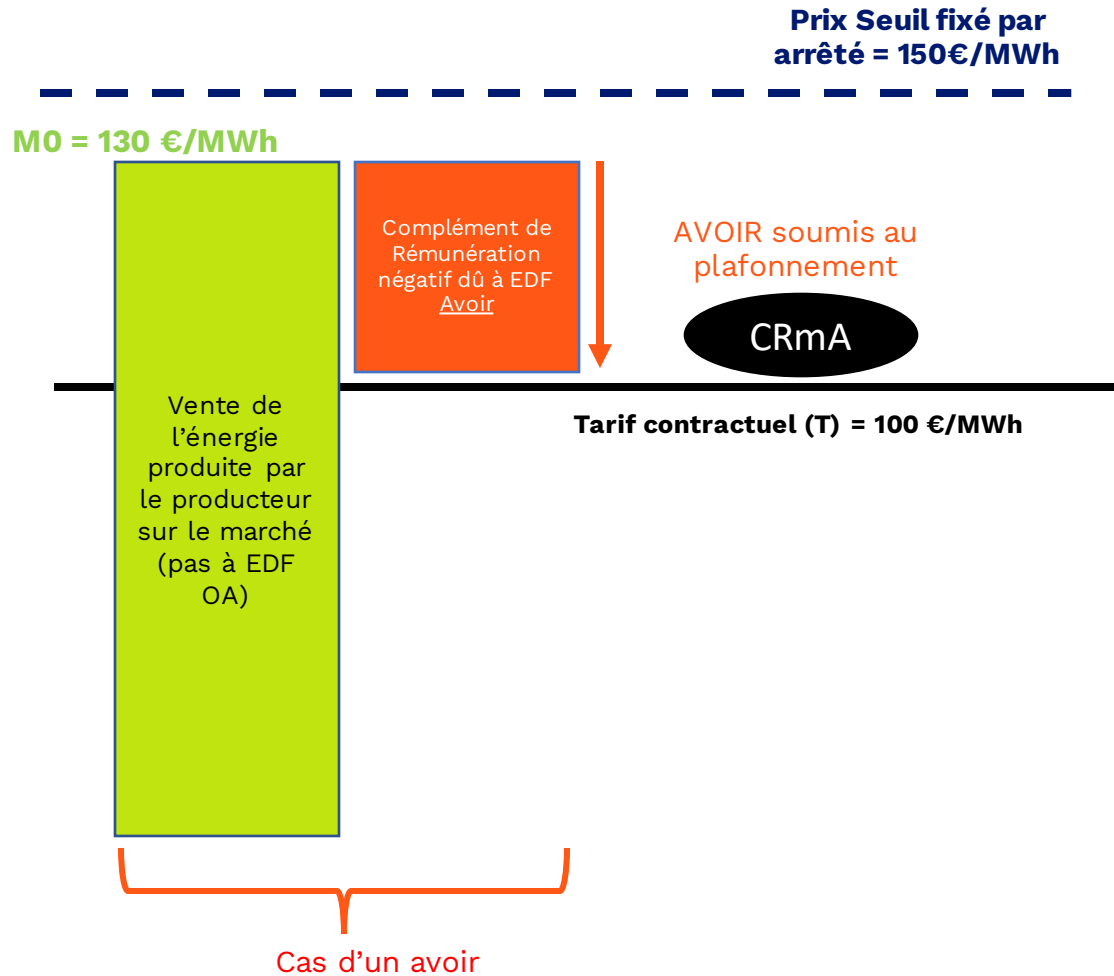 Prix Seuil fixé par
arrêté = 150€/MWh
M0 = 130 €/MWh
Complément de
Rémunération
négatif dû à EDF
Avoir
AVOIR soumis au
plafonnement
CRmA
Tarif contractuel (T) = 100 €/MWh
Vente de
l’énergie
produite par
le producteur
sur le marché
(pas à EDF
OA)
Cas d’un avoir